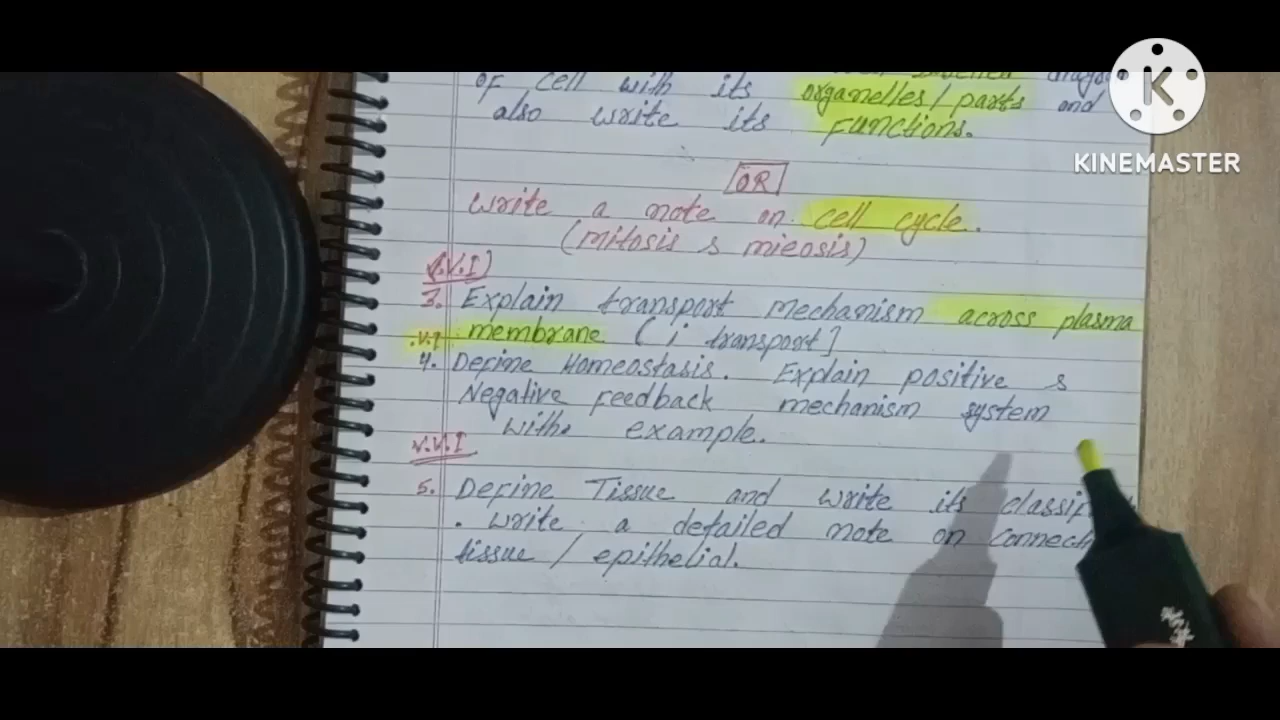 of cell with its organelles/parts and
also write its functions.
OR
Write a note on cell cycle.
(mitosis & mieosis)
(V.V.I)
3. Explain transport mechanism across plasma
.V.I membrane. (i transport]
4. Define Homeostasis. Explain positive &
Negative feedback mechanism system
with example.
V.V.I
5. Define Tissue and write its
. write a detailed note on
tissue / epithelial.
K
KINEMASTER